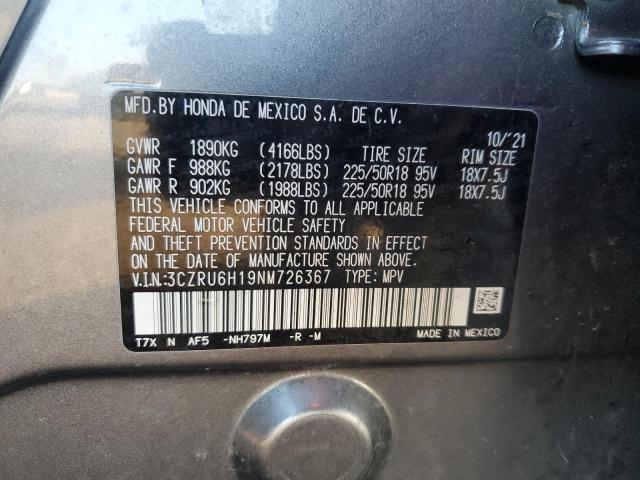 MFD.BY HONDA DE MEXICO S.A. DE C.V.
10/'21
GVWR 1890KG (4166LBS) TIRE SIZE RIM SIZE
GAWR F 988KG (2178LBS) 225/50R18 95V 18X7.5J
GAWR R 902KG (1988LBS) 225/50R18 95V 18X7.5J
THIS VEHICLE CONFORMS TO ALL APPLICABLE
FEDERAL MOTOR VEHICLE SAFETY
AND THEFT PREVENTION STANDARDS IN EFFECT
ON THE DATE OF MANUFACTURE SHOWN ABOVE.
V.I.N:3CZRU6H19NM726367 TYPE: MPV
T7X N AF5 -NH797M -R -M MADE IN MEXICO